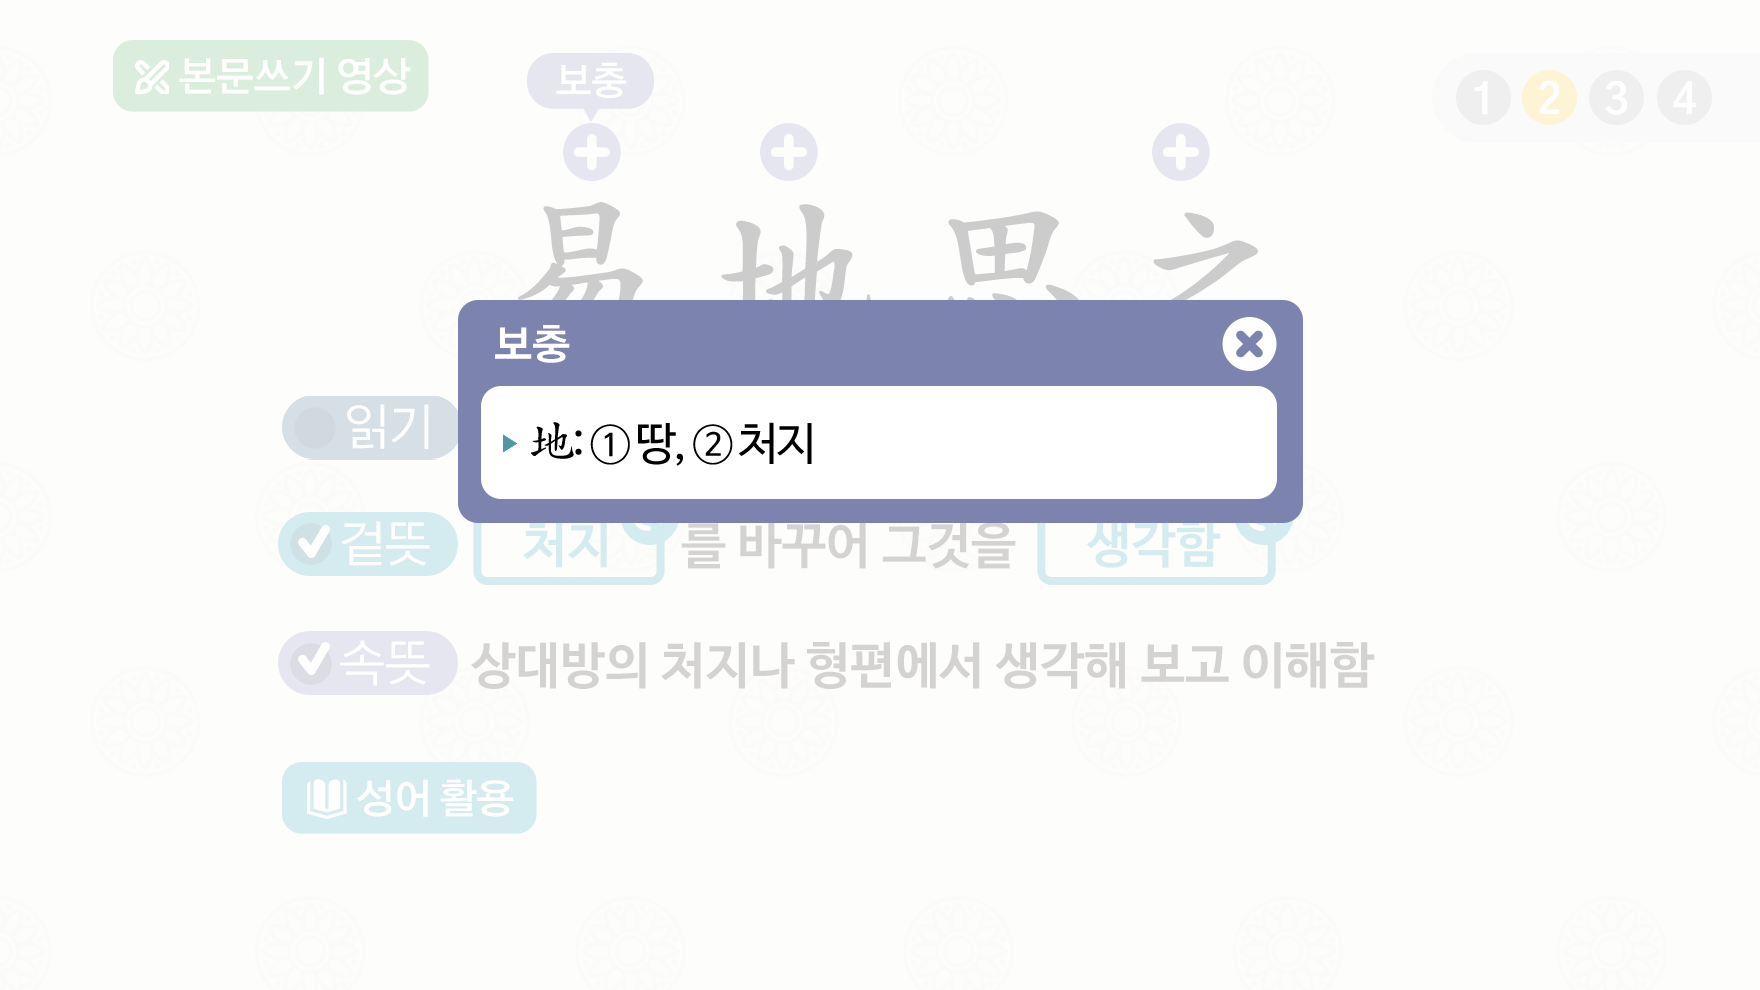 본문쓰기 영상
보충
1 2 3 4
易地思之
보충
地: ① 땅, ② 처지
읽기
겉뜻 처지 를 바꾸어 그것을 생각함
속뜻 상대방의 처지나 형편에서 생각해 보고 이해함
성어 활용